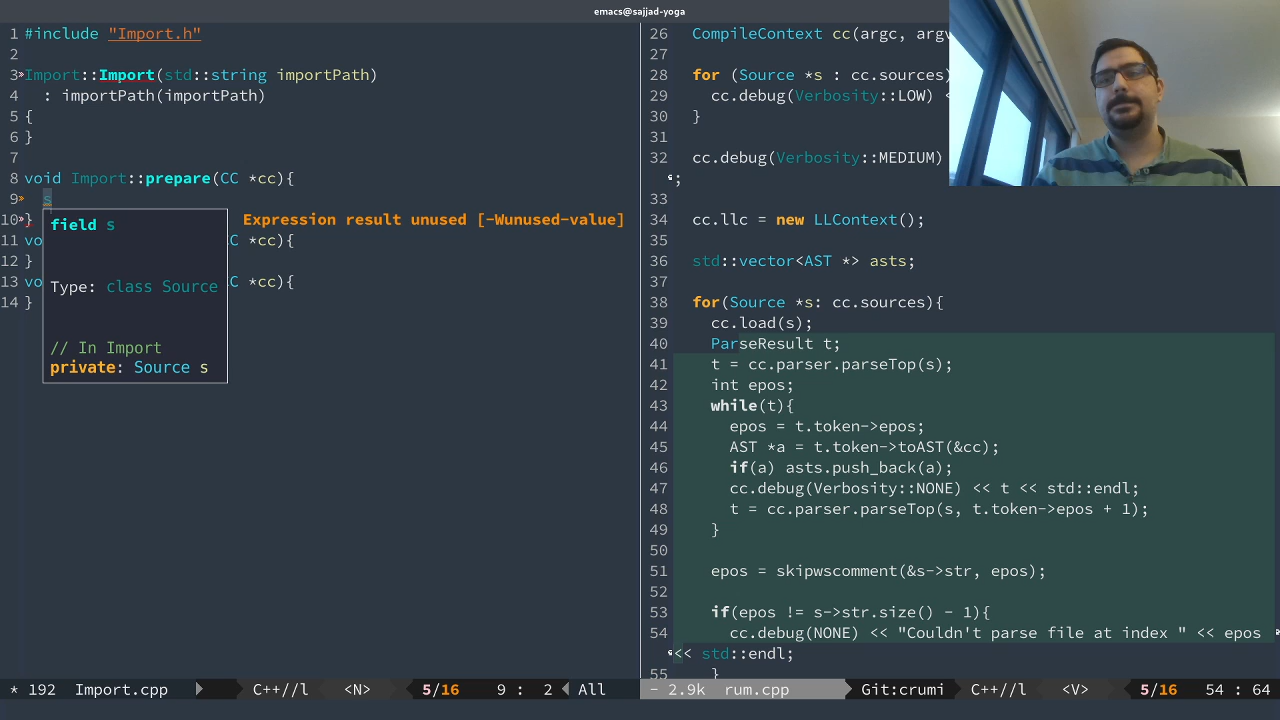 emacs@sajjad-yoga
1 #include "Import.h"
2
3 Import::Import(std::string importPath)
4 : importPath(importPath)
5 {
6 }
7
8 void Import::prepare(CC *cc){
9 s
10 } Expression result unused [-Wunused-value]
11 vo C *cc){
12 }
13 vo C *cc){
14 }
field s
Type: class Source
// In Import
private: Source s
* 192 Import.cpp C++//l <N> 5/16 9 : 2 All
26 CompileContext cc(argc, argv
27
28 for (Source *s : cc.sources)
29 cc.debug(Verbosity::LOW) <
30 }
31
32 cc.debug(Verbosity::MEDIUM)
;
33
34 cc.llc = new LLContext();
35
36 std::vector<AST *> asts;
37
38 for(Source *s: cc.sources){
39 cc.load(s);
40 ParseResult t;
41 t = cc.parser.parseTop(s);
42 int epos;
43 while(t){
44 epos = t.token->epos;
45 AST *a = t.token->toAST(&cc);
46 if(a) asts.push_back(a);
47 cc.debug(Verbosity::NONE) << t << std::endl;
48 t = cc.parser.parseTop(s, t.token->epos + 1);
49 }
50
51 epos = skipwscomment(&s->str, epos);
52
53 if(epos != s->str.size() - 1){
54 cc.debug(NONE) << "Couldn't parse file at index " << epos
<< std::endl;
55 }
- 2.9k rum.cpp Git:crumi C++//l <V> 5/16 54 : 64